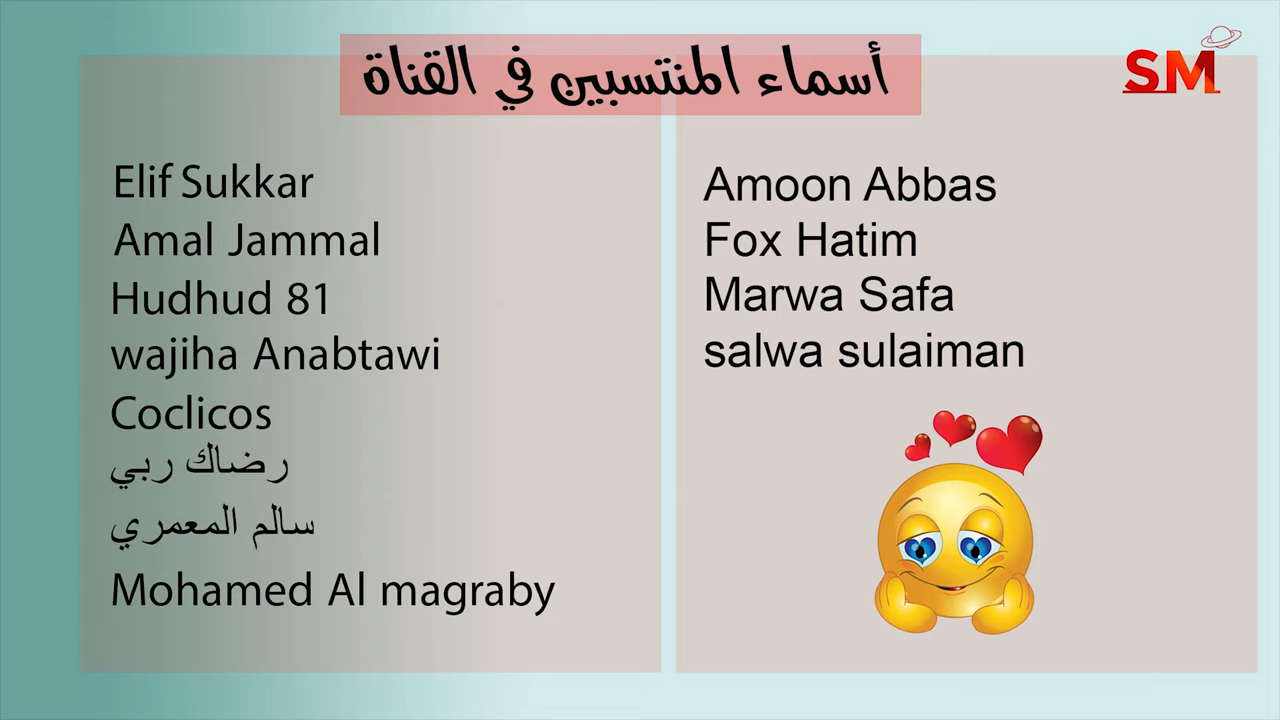 أسماء المنتسبين في القناة
SM
Elif Sukkar
Amal Jammal
Hudhud 81
wajiha Anabtawi
Coclicos
رضاك ربي
سالم المعمري
Mohamed Al magraby
Amoon Abbas
Fox Hatim
Marwa Safa
salwa sulaiman